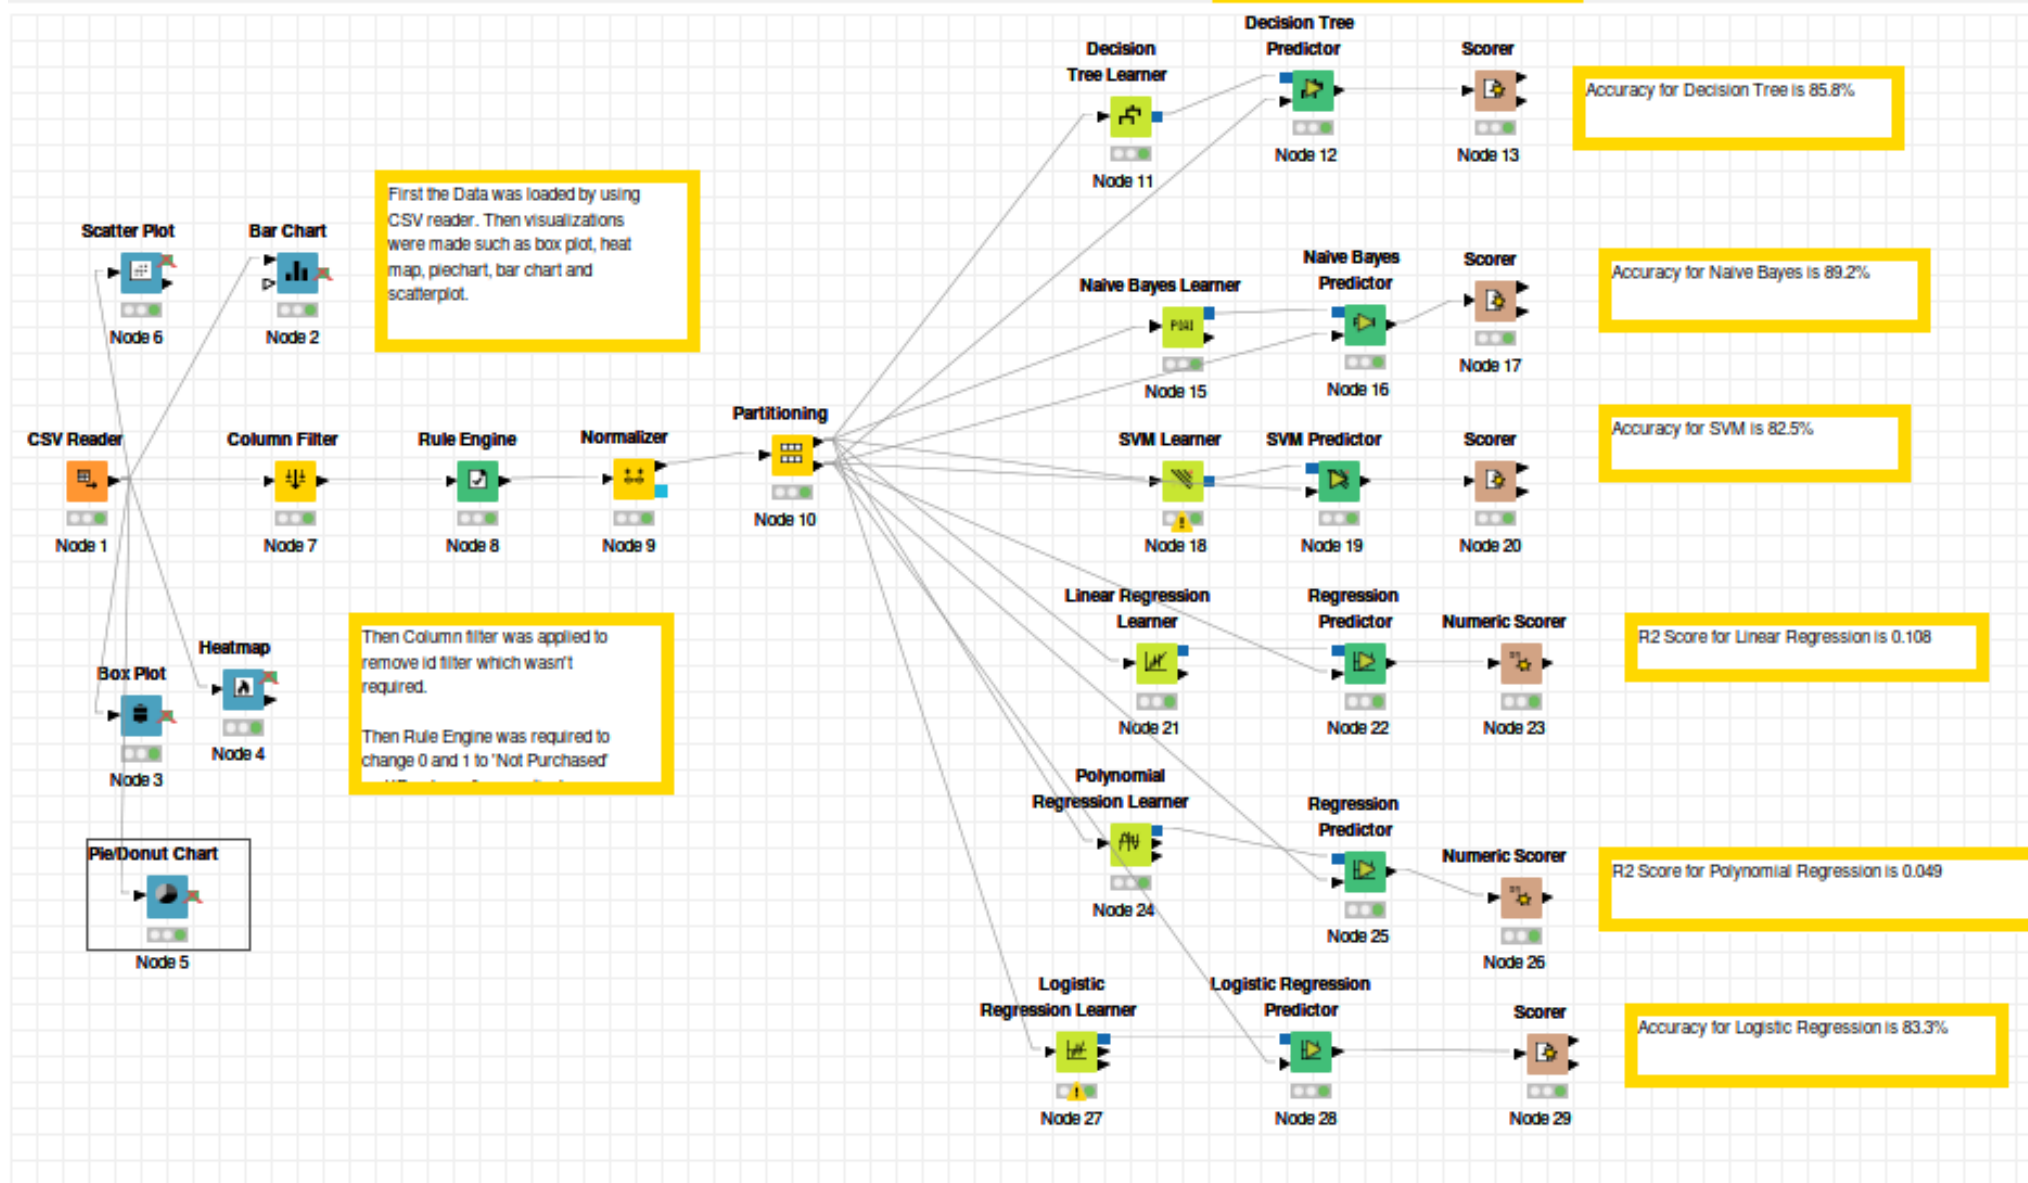 Decision Tree
Predictor
Decision
Tree Learner
Scorer
Accuracy for Decision Tree is 85.8%
Node 12
Node 13
Node 11
First the Data was loaded by using
CSV reader. Then visualizations
were made such as box plot, heat
map, piechart, bar chart and
scatterplot.
Scatter Plot
Bar Chart
Node 6
Node 2
Naive Bayes Learner
Naive Bayes
Predictor
Scorer
Accuracy for Naive Bayes is 89.2%
P(A|
Node 15
Node 16
Node 17
CSV Reader
Column Filter
Rule Engine
Normalizer
Partitioning
SVM Learner
SVM Predictor
Scorer
Accuracy for SVM is 82.5%
Node 1
Node 7
Node 8
Node 9
Node 10
Node 18
Node 19
Node 20
Linear Regression
Learner
Regression
Predictor
Numeric Scorer
R2 Score for Linear Regression is 0.108
Node 21
Node 22
Node 23
Then Column filter was applied to
remove id filter which wasn't
required.
Then Rule Engine was required to
change 0 and 1 to 'Not Purchased'
Heatmap
Box Plot
Node 4
Node 3
Polynomial
Regression Learner
Regression
Predictor
Numeric Scorer
R2 Score for Polynomial Regression is 0.049
Node 24
Node 25
Node 26
Pie/Donut Chart
Node 5
Logistic
Regression Learner
Logistic Regression
Predictor
Scorer
Accuracy for Logistic Regression is 83.3%
Node 27
Node 28
Node 29